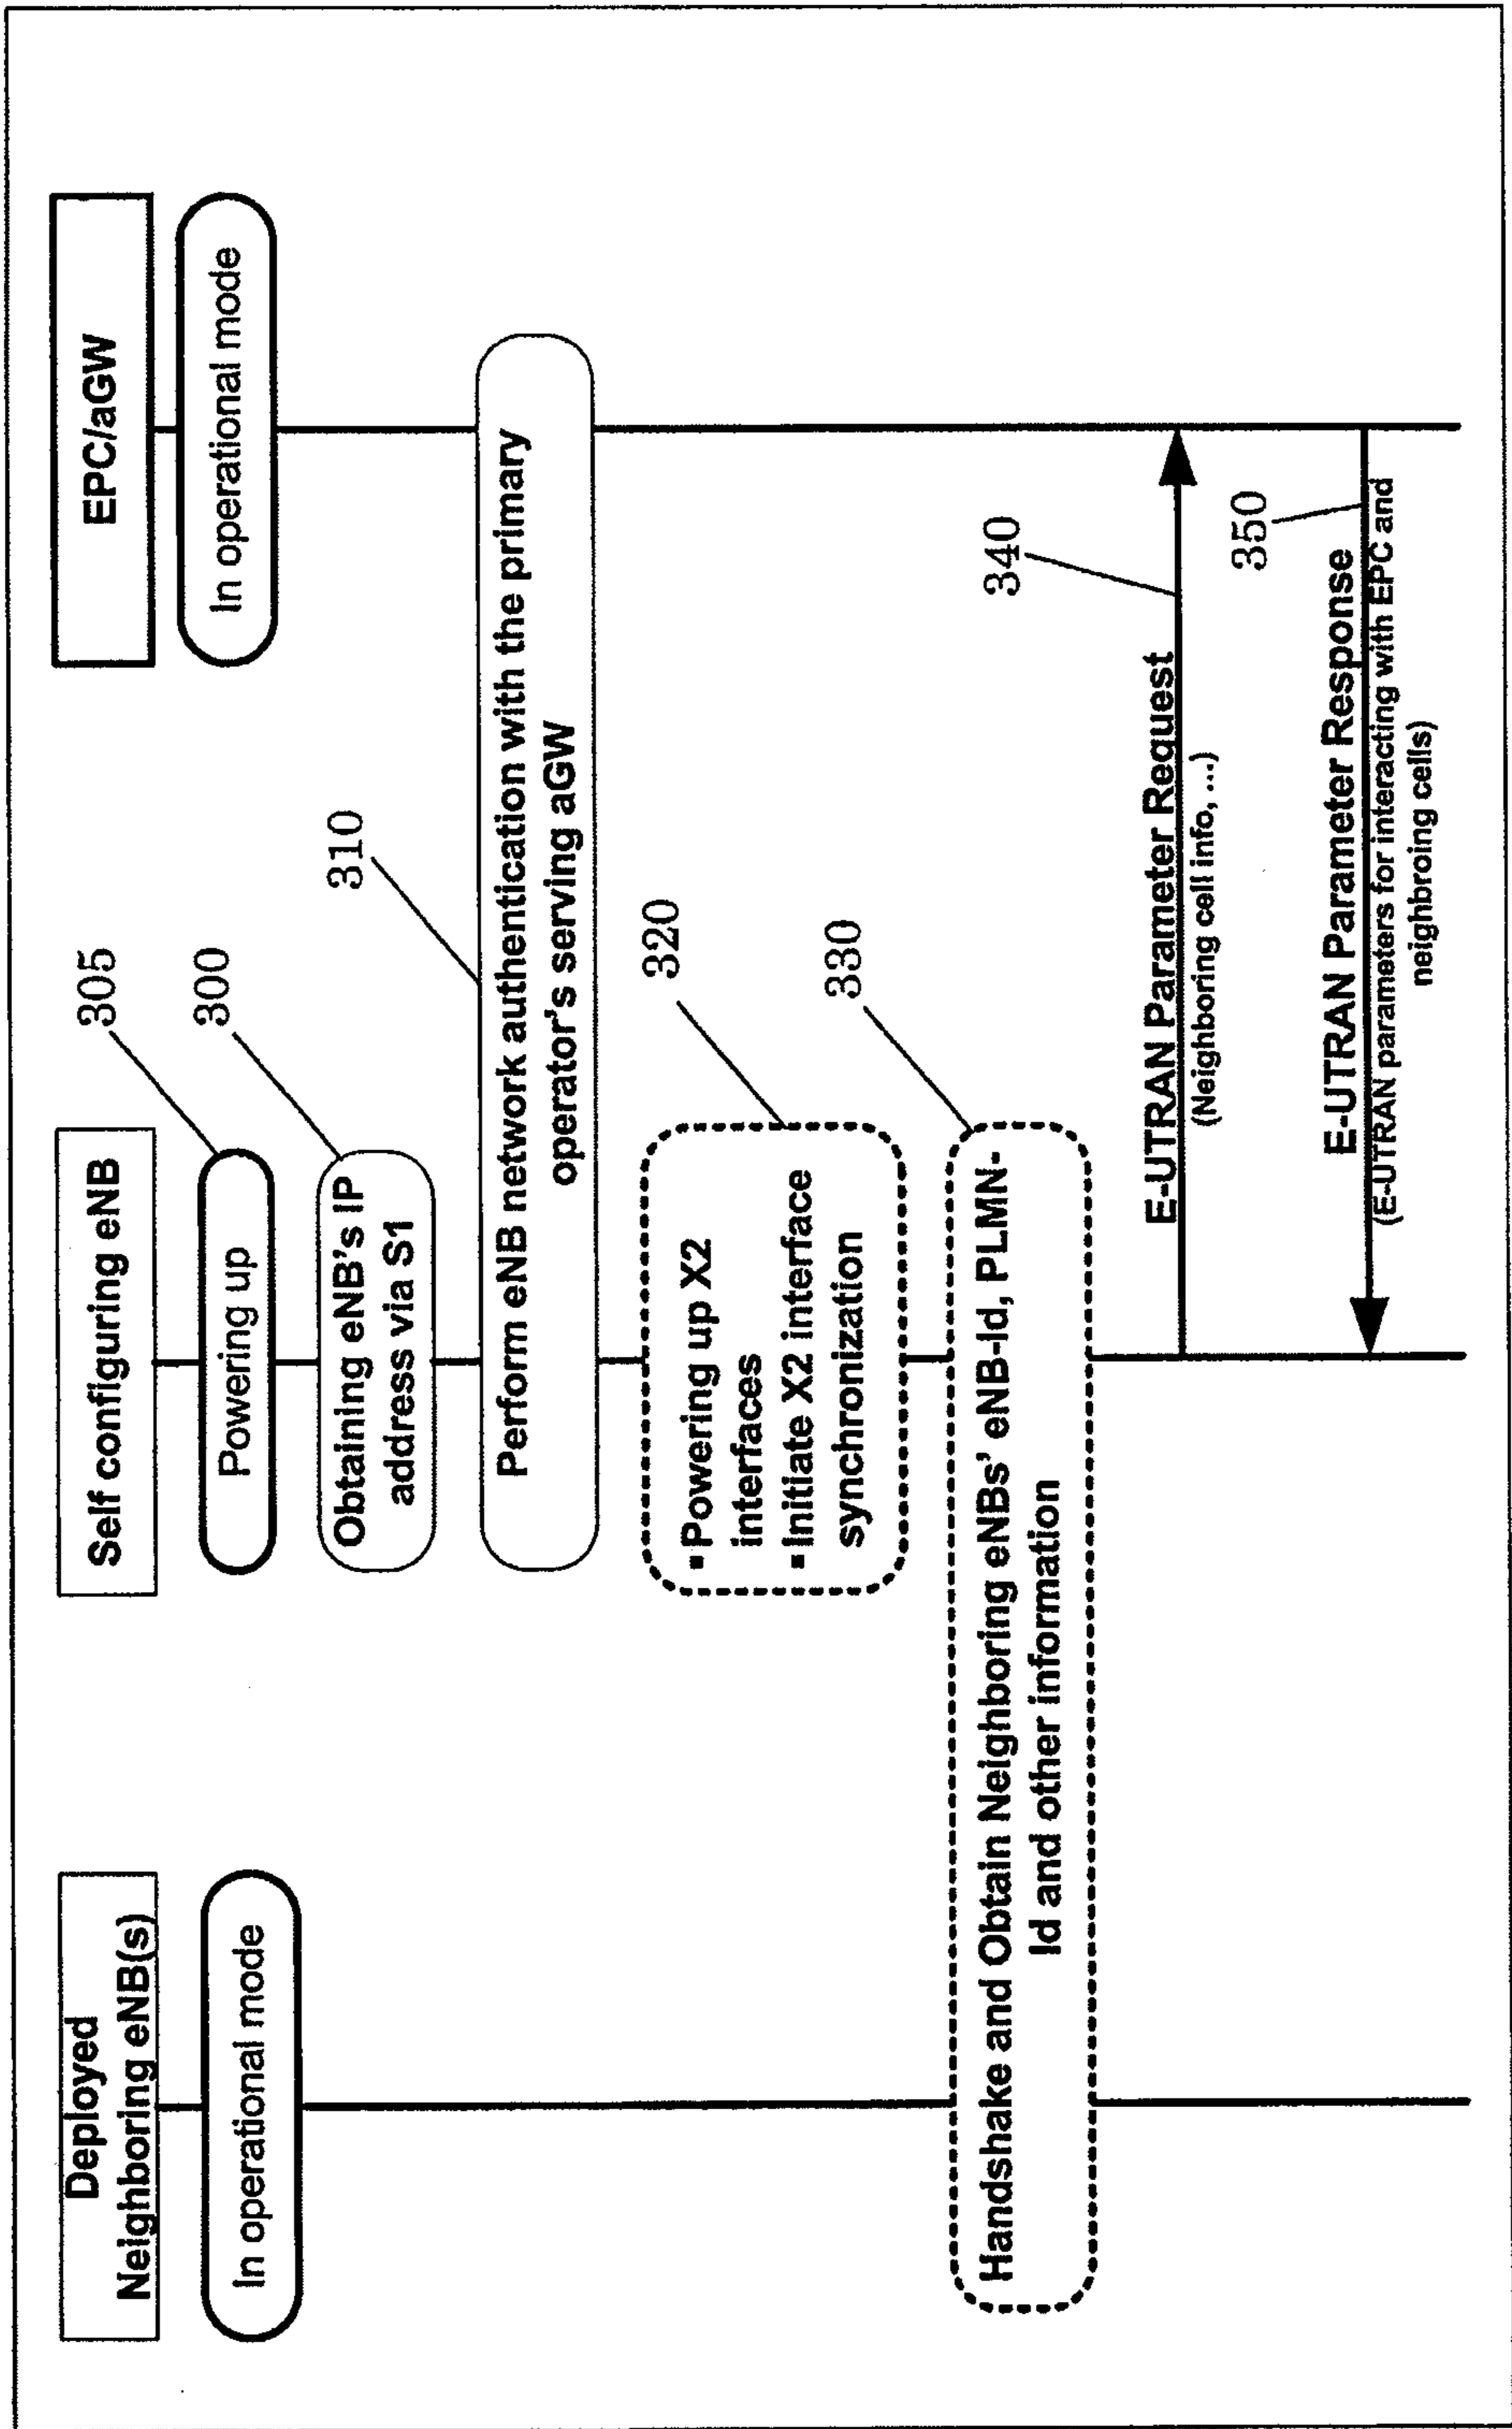 Deployed
Neighboring eNB(s)
Self configuring eNB
EPC/aGW
In operational mode
Powering up
305
In operational mode
Obtaining eNB's IP
address via S1
300
310
Perform eNB network authentication with the primary
operator's serving aGW
▪Powering up X2
interfaces
▪Initiate X2 interface
synchronization
320
330
Handshake and Obtain Neighboring eNBs' eNB-Id, PLMN-
Id and other information
E-UTRAN Parameter Request
(Neighboring cell info, ...)
340
350
E-UTRAN Parameter Response
(E-UTRAN parameters for interacting with EPC and
neighbroing cells)